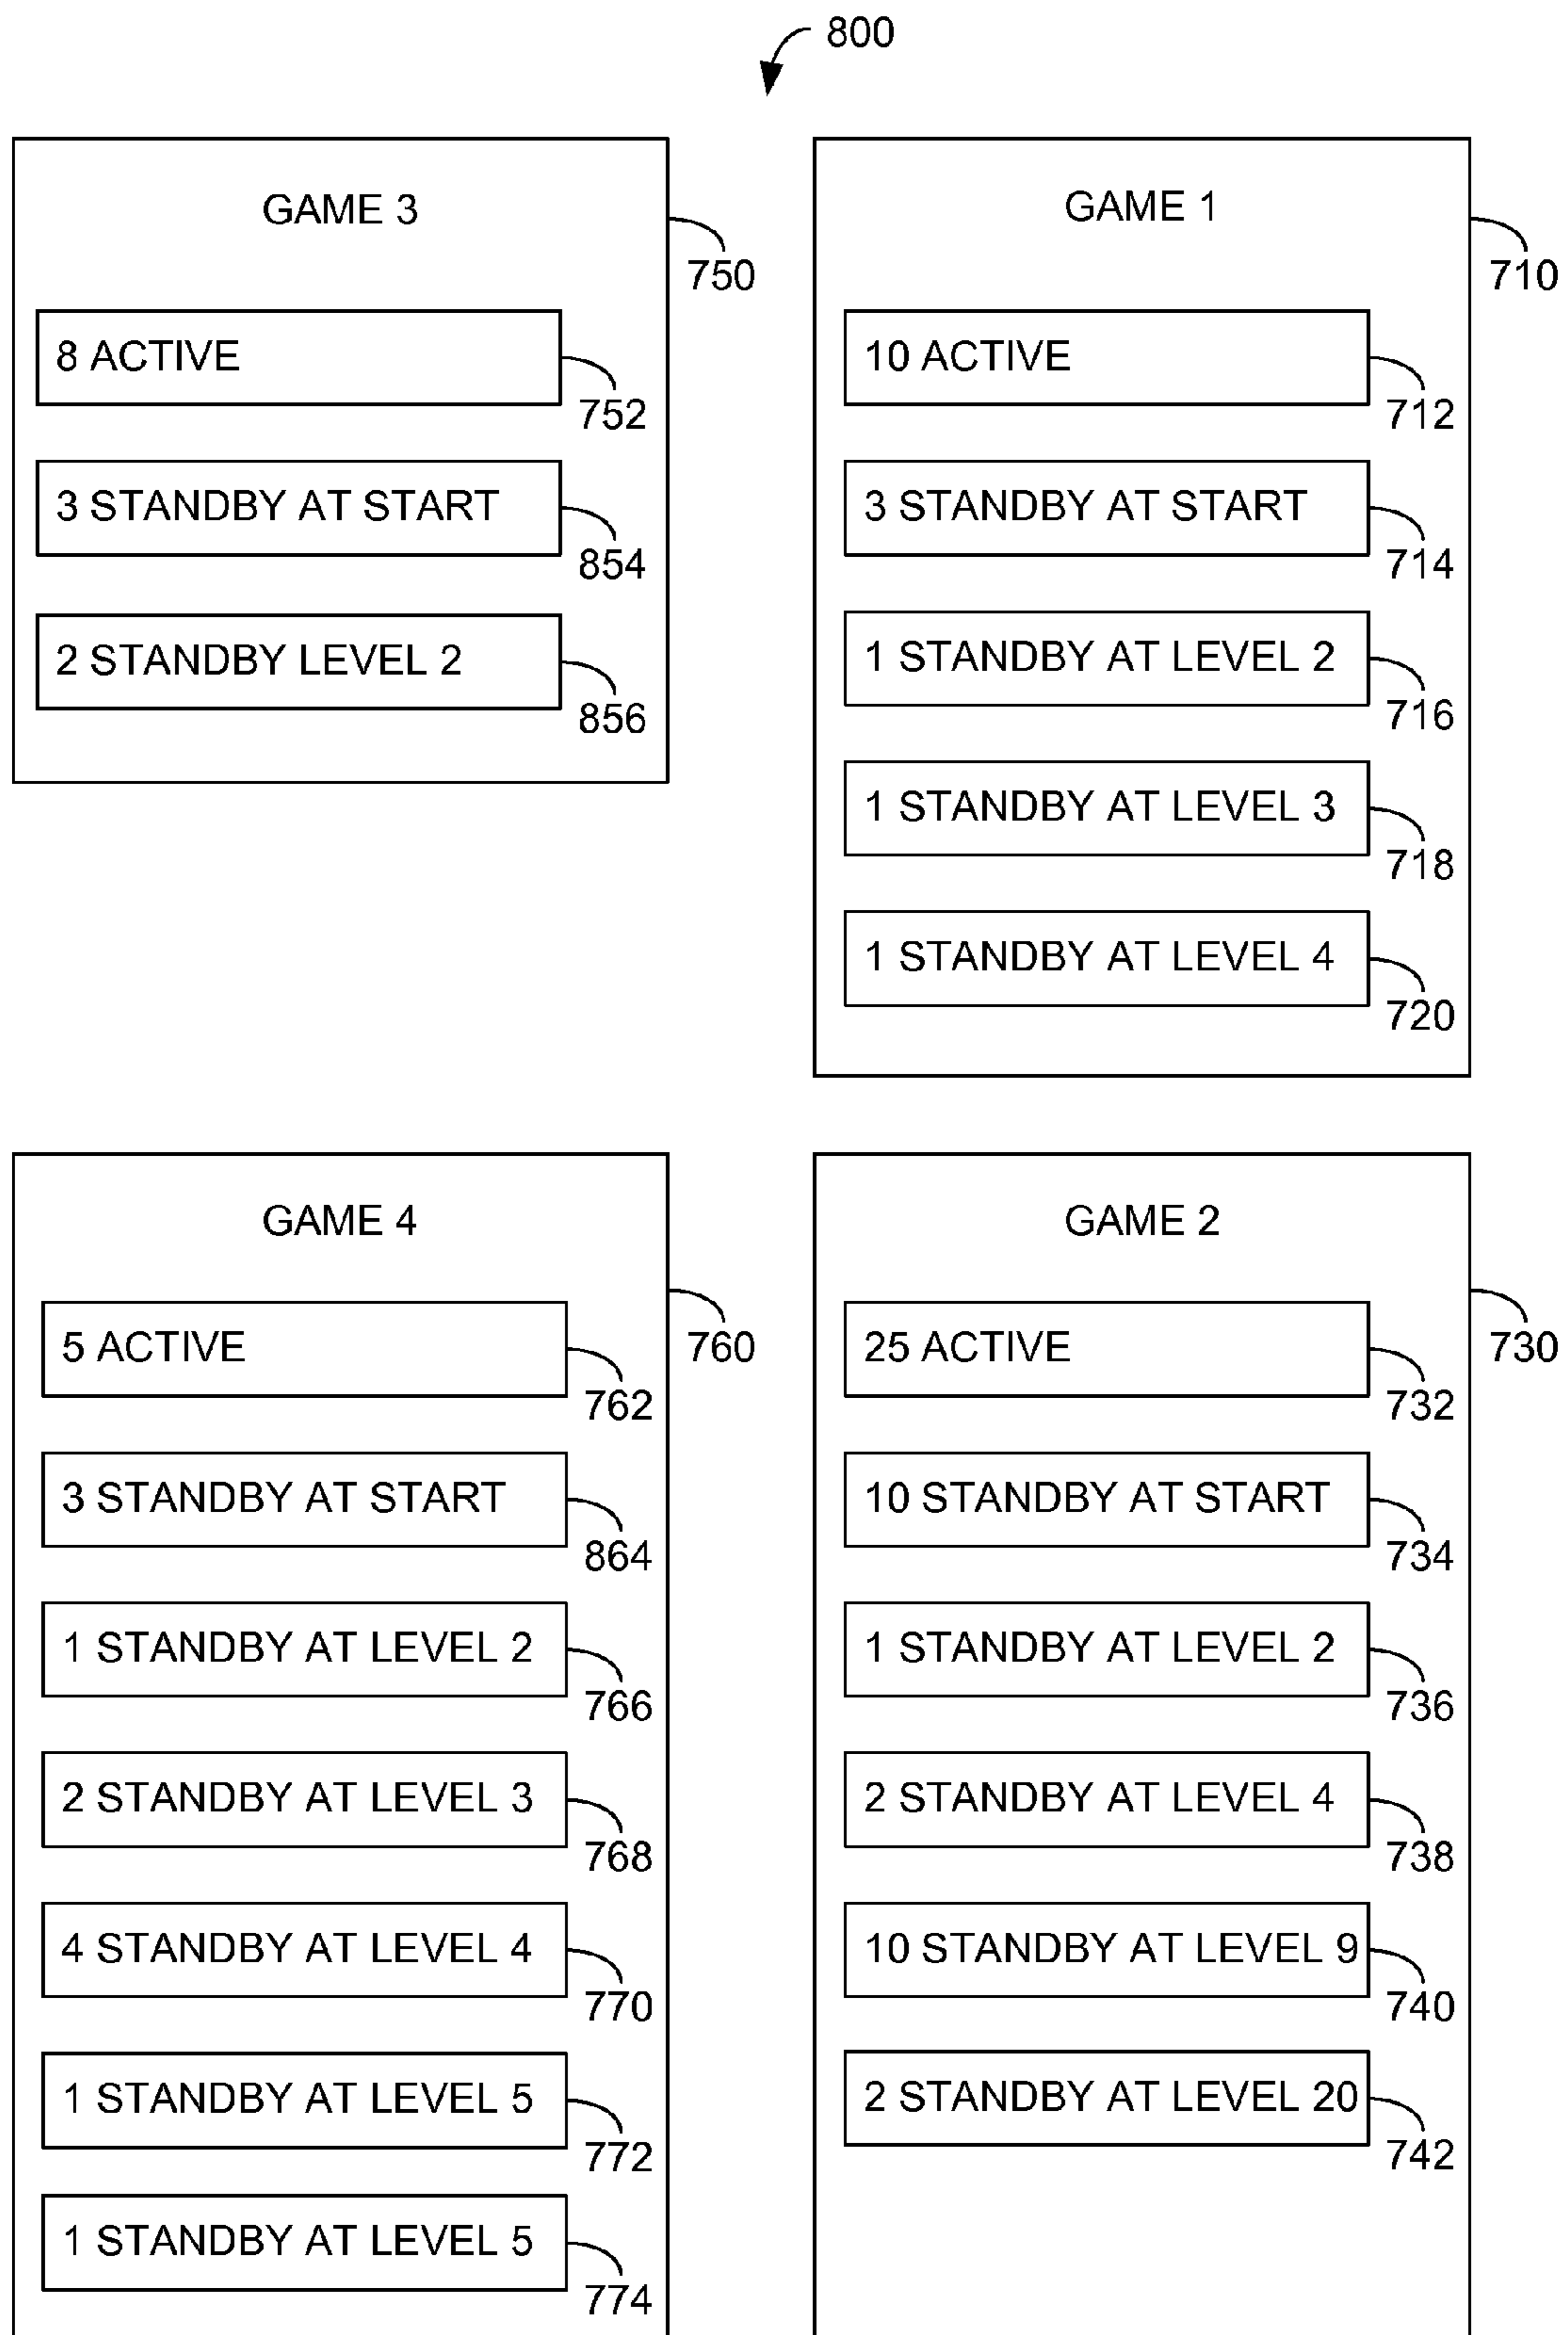 800
GAME 3
750
8 ACTIVE
752
3 STANDBY AT START
854
2 STANDBY LEVEL 2
856
GAME 1
710
10 ACTIVE
712
3 STANDBY AT START
714
1 STANDBY AT LEVEL 2
716
1 STANDBY AT LEVEL 3
718
1 STANDBY AT LEVEL 4
720
GAME 4
760
5 ACTIVE
762
3 STANDBY AT START
864
1 STANDBY AT LEVEL 2
766
2 STANDBY AT LEVEL 3
768
4 STANDBY AT LEVEL 4
770
1 STANDBY AT LEVEL 5
772
1 STANDBY AT LEVEL 5
774
GAME 2
730
25 ACTIVE
732
10 STANDBY AT START
734
1 STANDBY AT LEVEL 2
736
2 STANDBY AT LEVEL 4
738
10 STANDBY AT LEVEL 9
740
2 STANDBY AT LEVEL 20
742